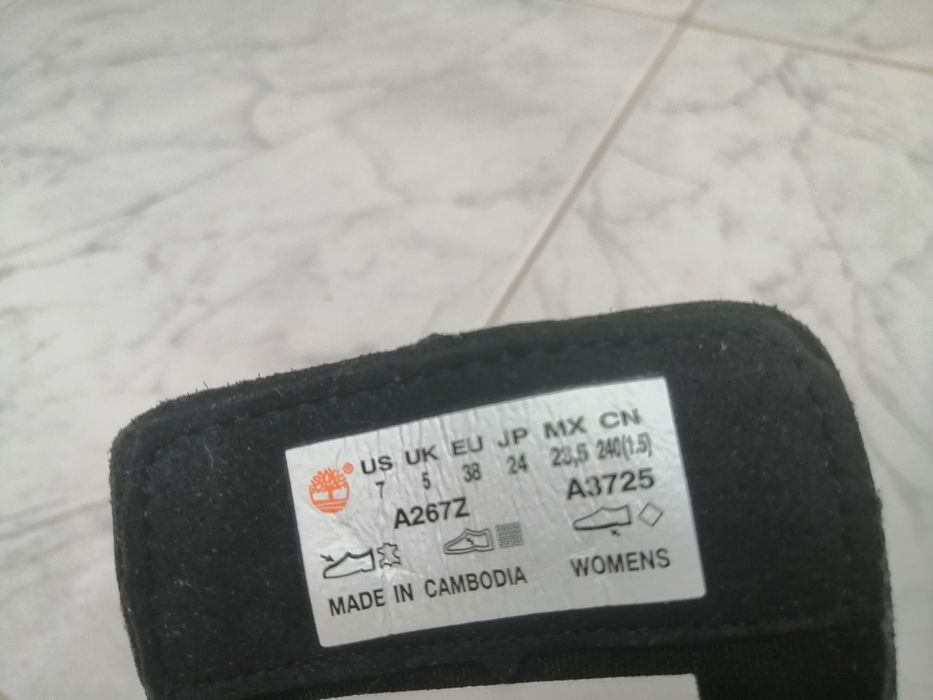 ® US UK EU JP MX CN
7 5 38 24 23,5 240(1.5)
A267Z A3725
MADE IN CAMBODIA WOMENS